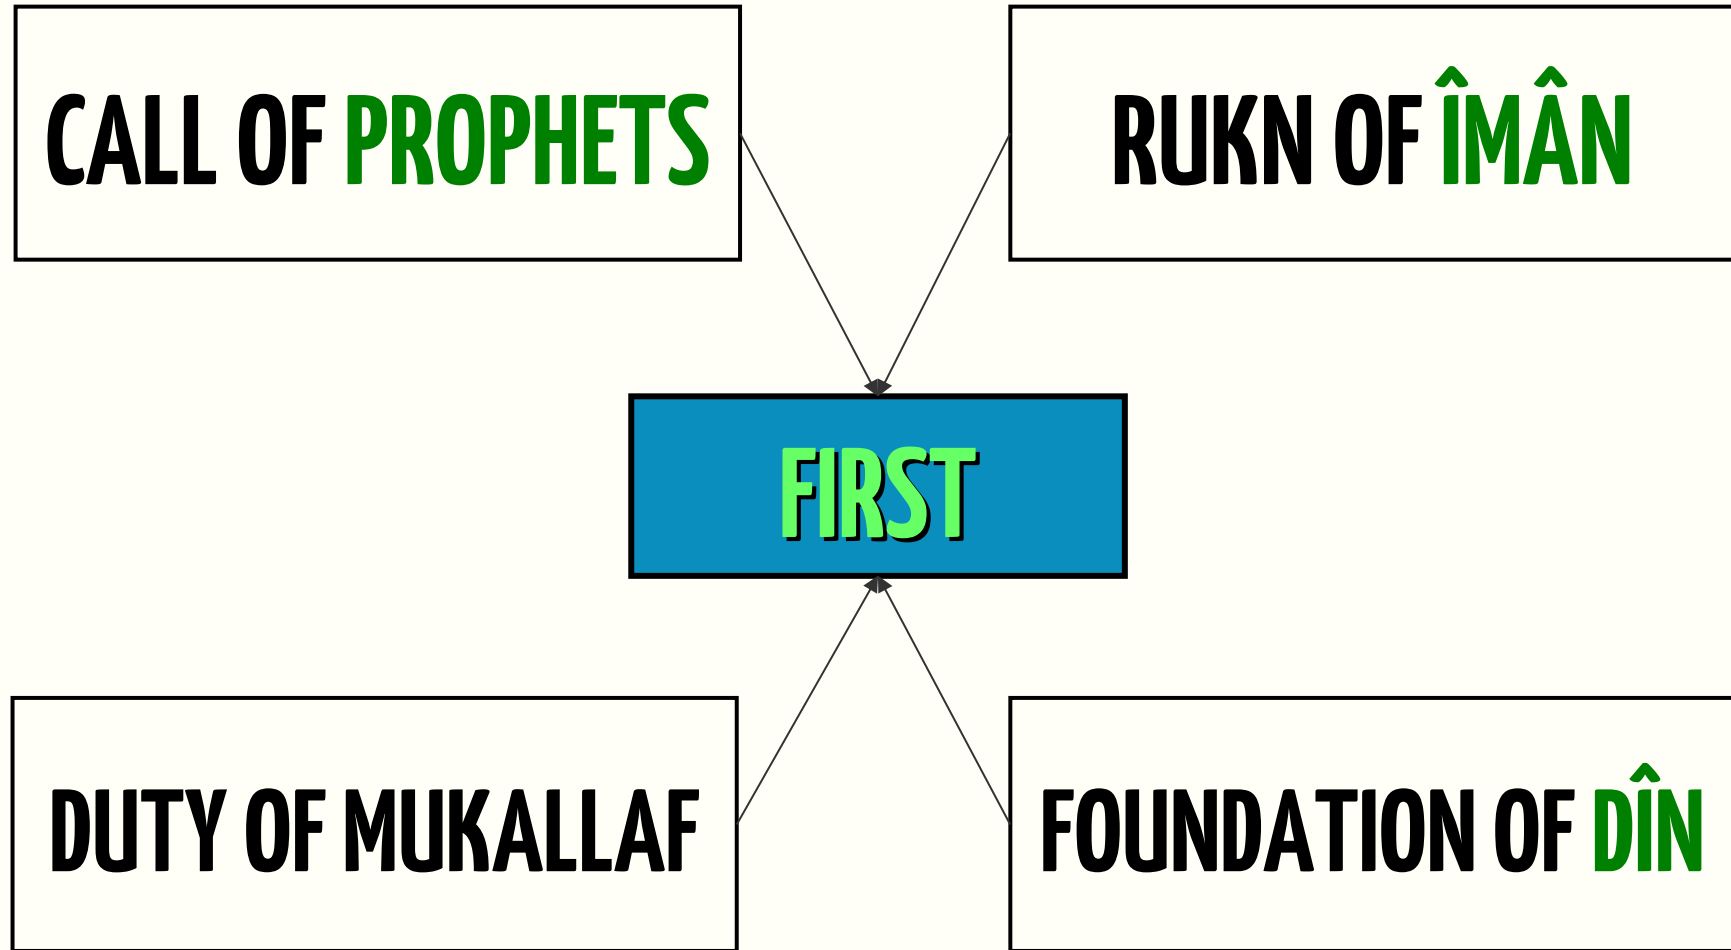 CALL OF PROPHETS
RUKN OF ÎMÂN
FIRST
DUTY OF MUKALLAF
FOUNDATION OF DÎN